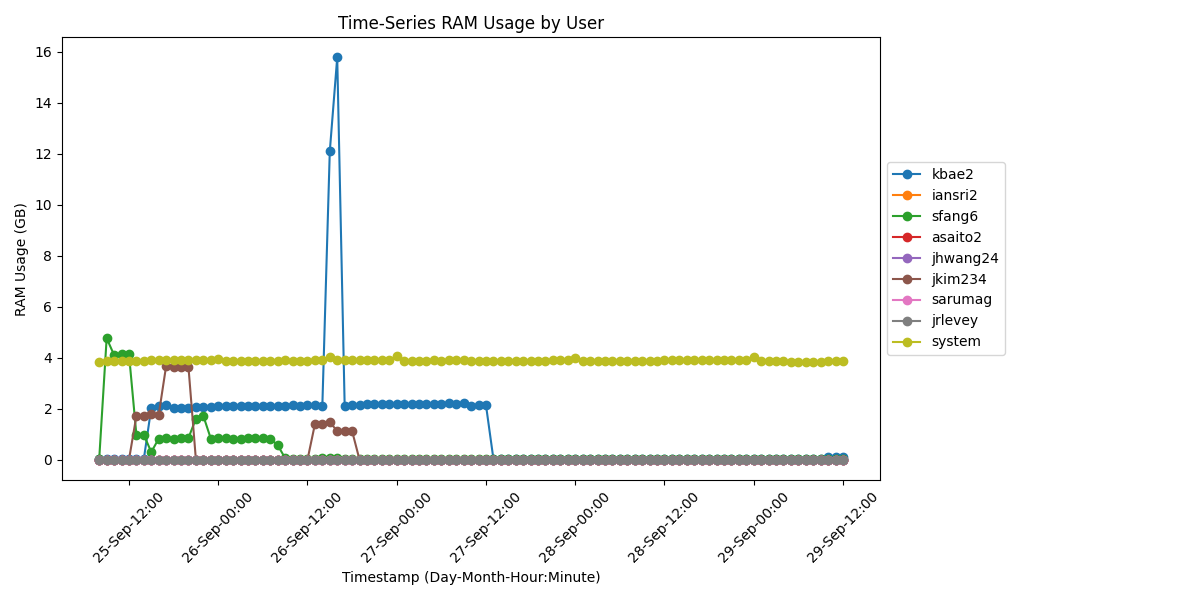 Time-Series RAM Usage by User
RAM Usage (GB)
16
14
12
10
8
6
4
2
0
25-Sep-12:00
26-Sep-00:00
26-Sep-12:00
27-Sep-00:00
27-Sep-12:00
28-Sep-00:00
28-Sep-12:00
29-Sep-00:00
29-Sep-12:00
Timestamp (Day-Month-Hour:Minute)
kbae2
iansri2
sfang6
asaito2
jhwang24
jkim234
sarumag
jrlevey
system